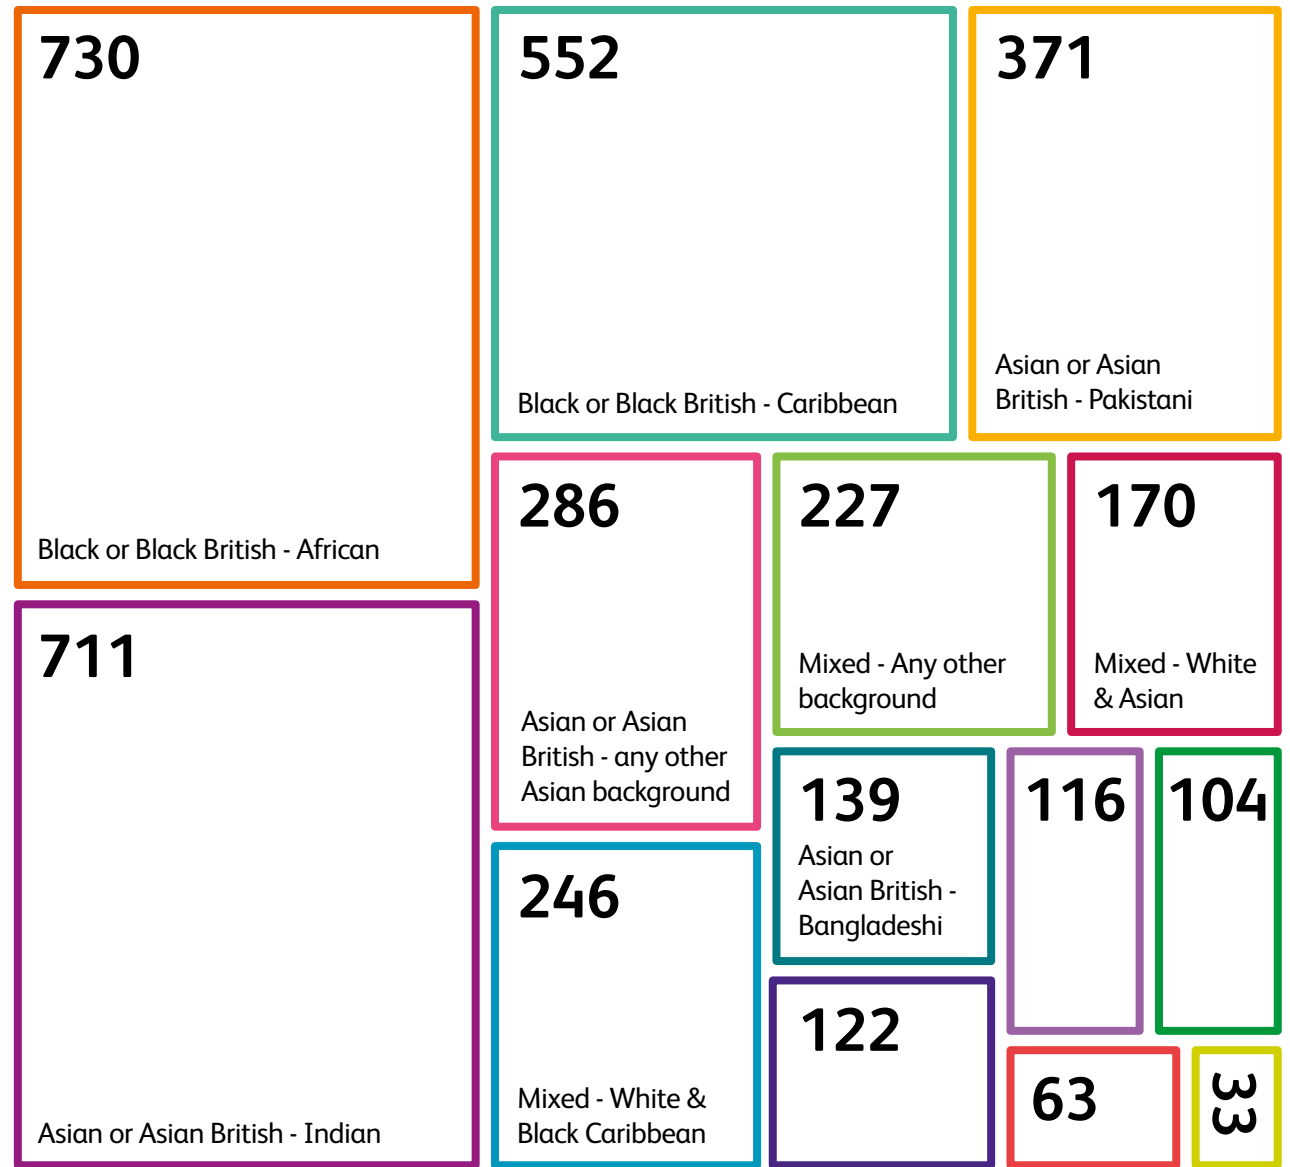 730
Black or Black British - African
552
Black or Black British - Caribbean
371
Asian or Asian
British - Pakistani
711
Asian or Asian British - Indian
286
Asian or Asian
British - any other
Asian background
227
Mixed - Any other
background
170
Mixed - White
& Asian
246
Mixed - White &
Black Caribbean
139
Asian or
Asian British -
Bangladeshi
116
104
122
63
33